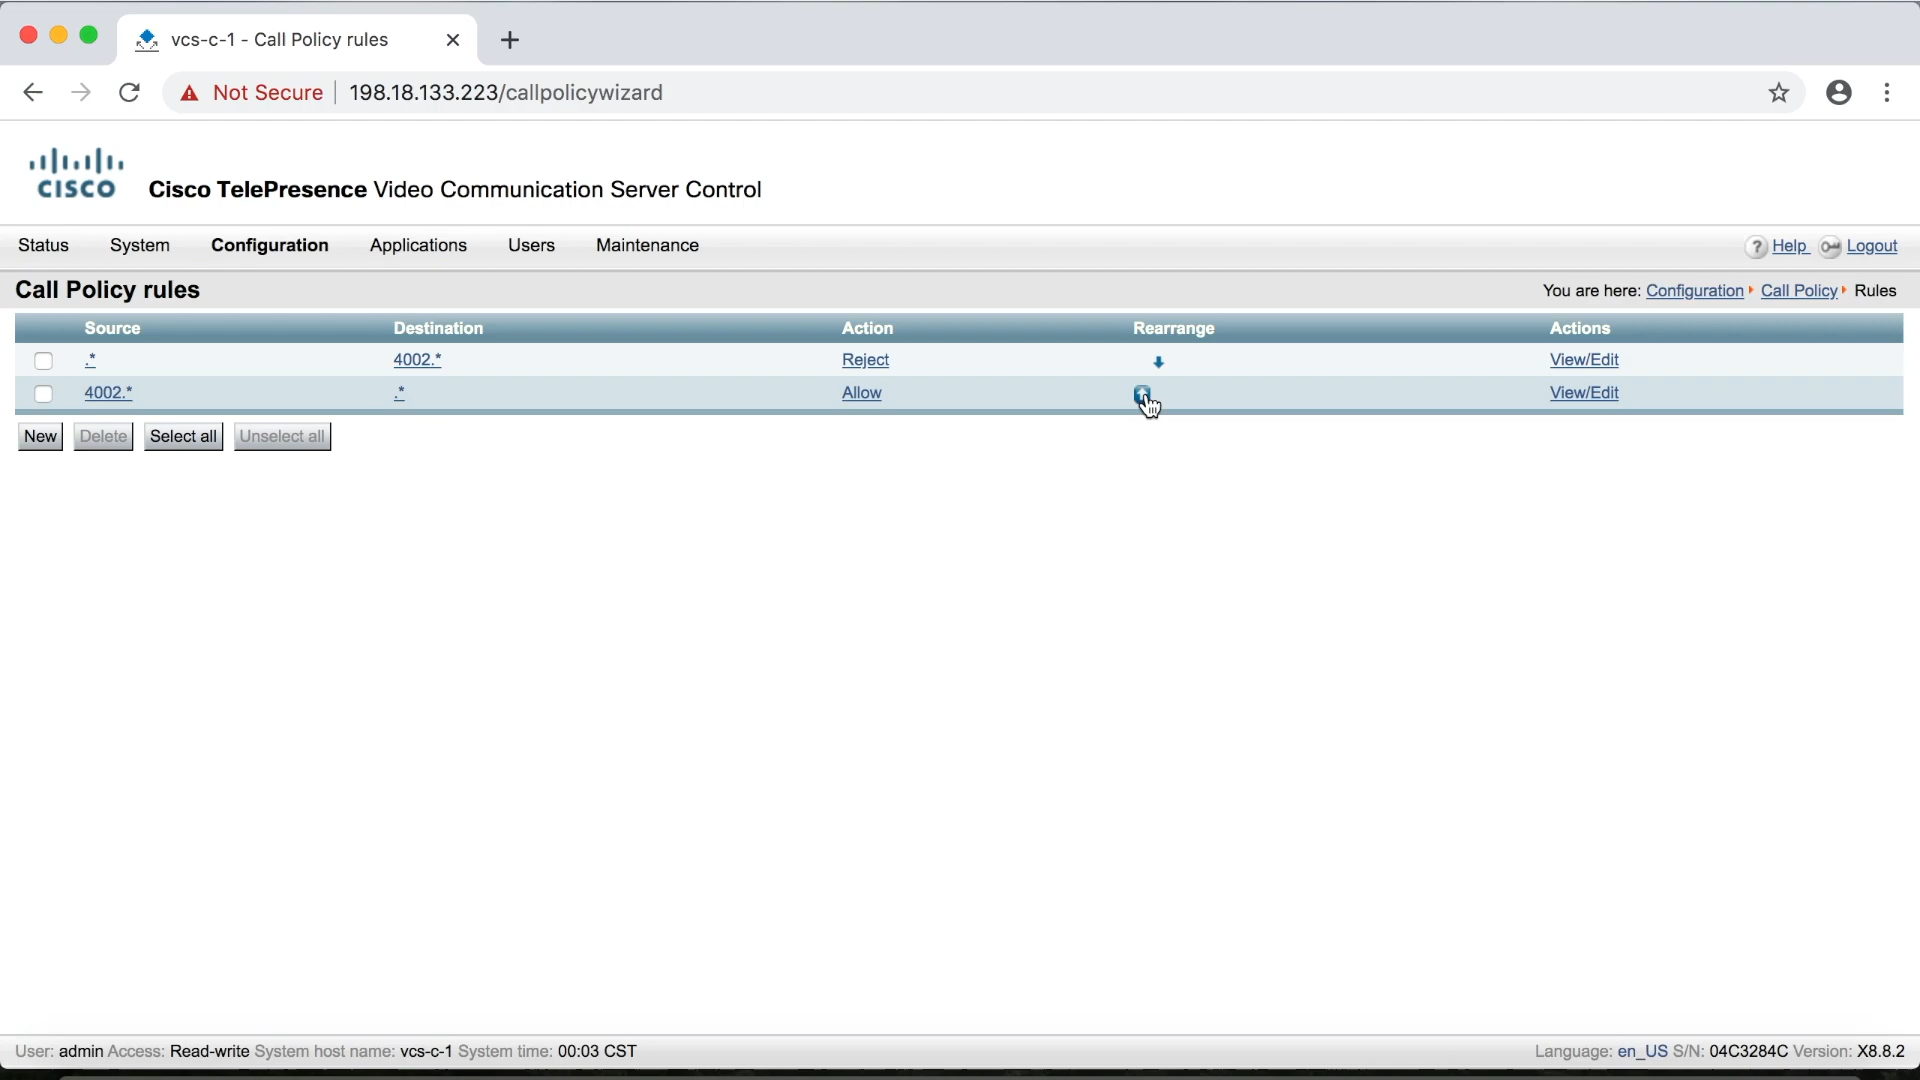 vcs-c-1 - Call Policy rules
Not Secure 198.18.133.223/callpolicywizard
CISCO Cisco TelePresence Video Communication Server Control
Status System Configuration Applications Users Maintenance ? Help Logout
Call Policy rules You are here: Configuration Call Policy Rules
Source Destination Action Rearrange Actions
.* 4002.* Reject View/Edit
4002.* .* Allow View/Edit
New Delete Select all Unselect all
User: admin Access: Read-write System host name: vcs-c-1 System time: 00:03 CST Language: en_US S/N: 04C3284C Version: X8.8.2